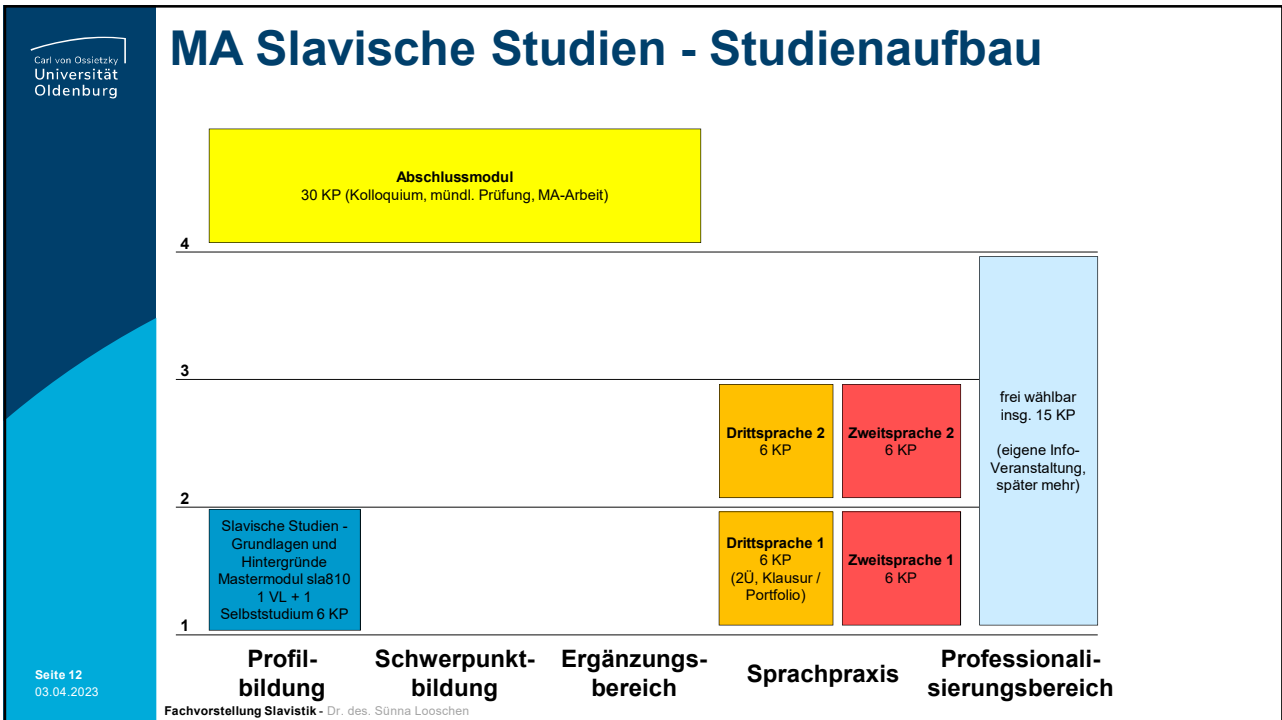 Carl von Ossietzky
Universität
Oldenburg
MA Slavische Studien - Studienaufbau
Abschlussmodul
30 KP (Kolloquium, mündl. Prüfung, MA-Arbeit)
4
3
Drittsprache 2
6 KP
Zweitsprache 2
6 KP
frei wählbar
insg. 15 KP
(eigene Info-
Veranstaltung,
später mehr)
2
Slavische Studien -
Grundlagen und
Hintergründe
Mastermodul sla810
1 VL + 1
Selbststudium 6 KP
Drittsprache 1
6 KP
(2Ü, Klausur /
Portfolio)
Zweitsprache 1
6 KP
1
Profil-
bildung
Schwerpunkt-
bildung
Ergänzungs-
bereich
Sprachpraxis
Professionali-
sierungsbereich
Seite 12
03.04.2023
Fachvorstellung Slavistik - Dr. des. Sünna Looschen